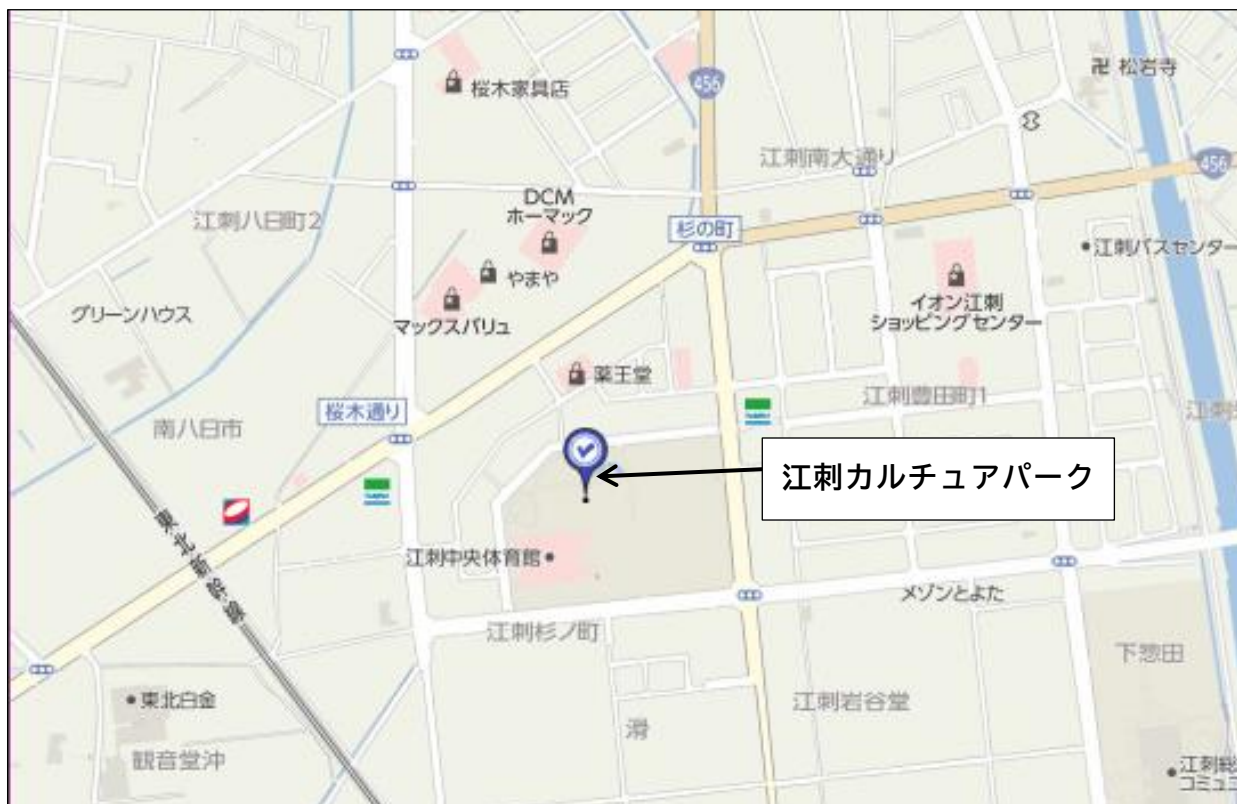 卍 松岩寺
桜木家具店
456
江刺南大通り
456
DCM
ホーマック
江刺八日町2
杉の町
江刺バスセンター
やまや
イオン江刺
ショッピングセンター
グリーンハウス
マックスバリュ
薬王堂
江刺豊田町1
桜木通り
南八日市
江刺カルチュアパーク
東北新幹線
江刺中央体育館
メゾンとよた
江刺杉ノ町
下惣田
東北白金
江刺岩谷堂
滑
観音堂沖
江刺総
コミュニ